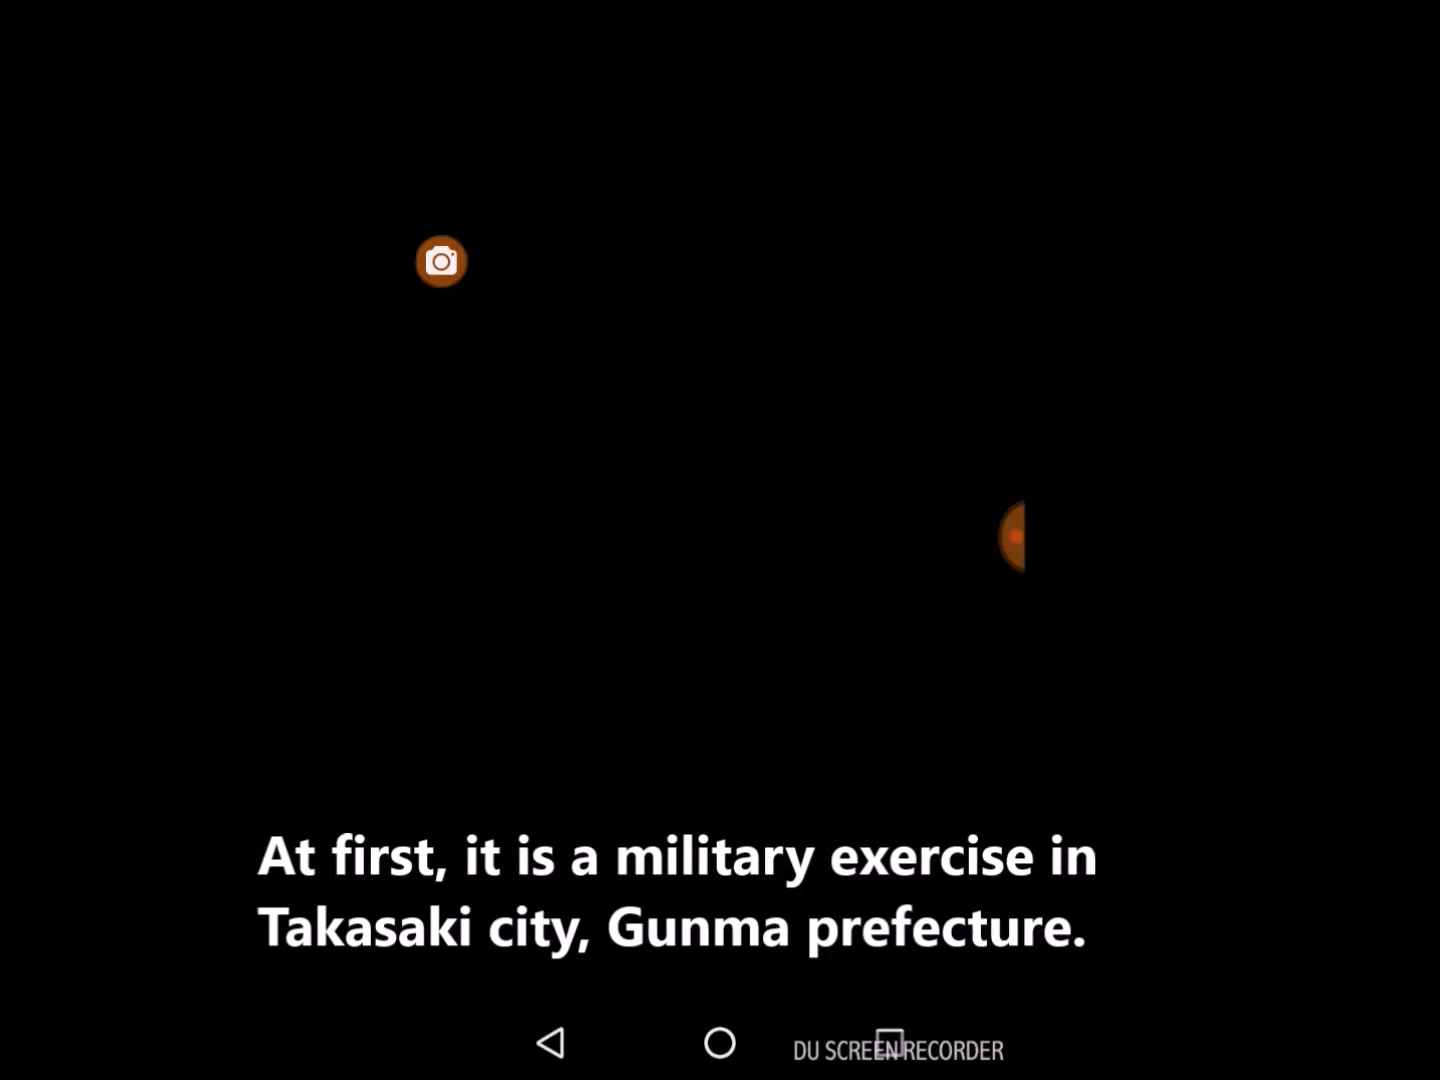 At first, it is a military exercise in
Takasaki city, Gunma prefecture.
DU SCREEN RECORDER